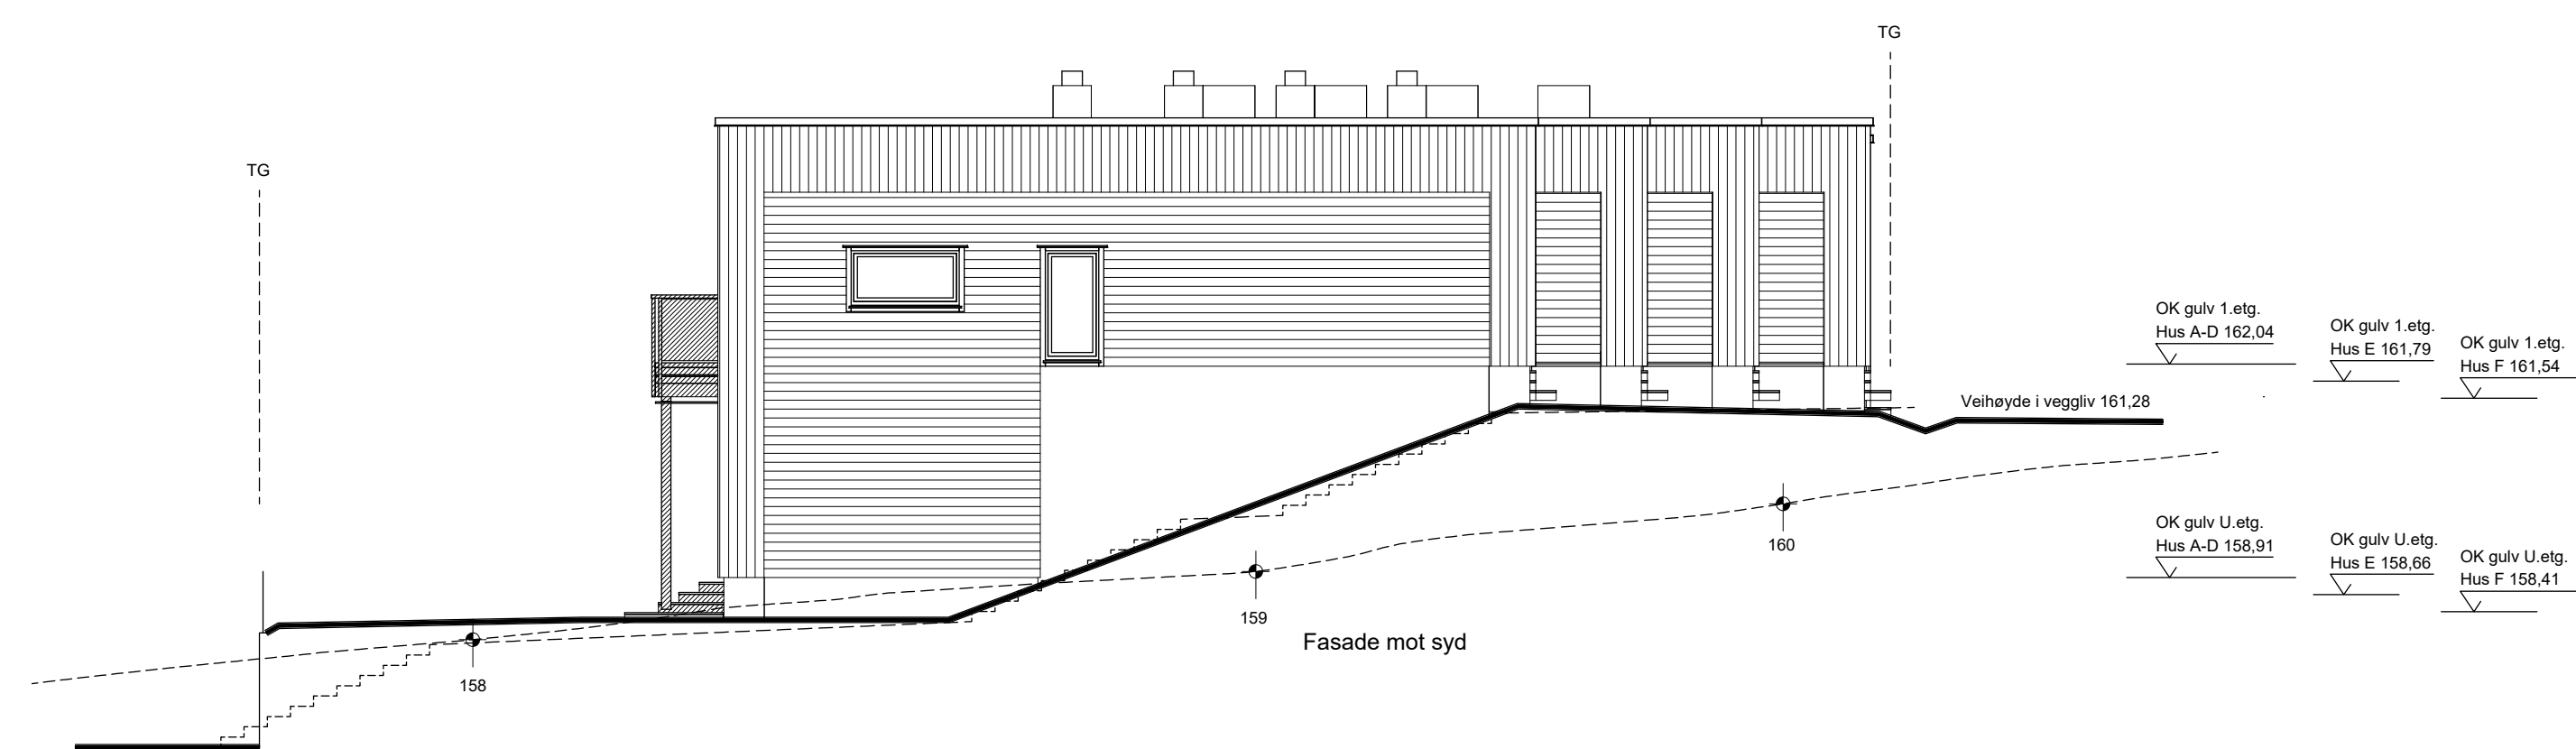 TG
TG
OK gulv 1.etg.
Hus A-D 162,04
OK gulv 1.etg.
Hus E 161,79
OK gulv 1.etg.
Hus F 161,54
Veihøyde i veggliv 161,28
OK gulv U.etg.
Hus A-D 158,91
OK gulv U.etg.
Hus E 158,66
OK gulv U.etg.
Hus F 158,41
160
159
Fasade mot syd
158